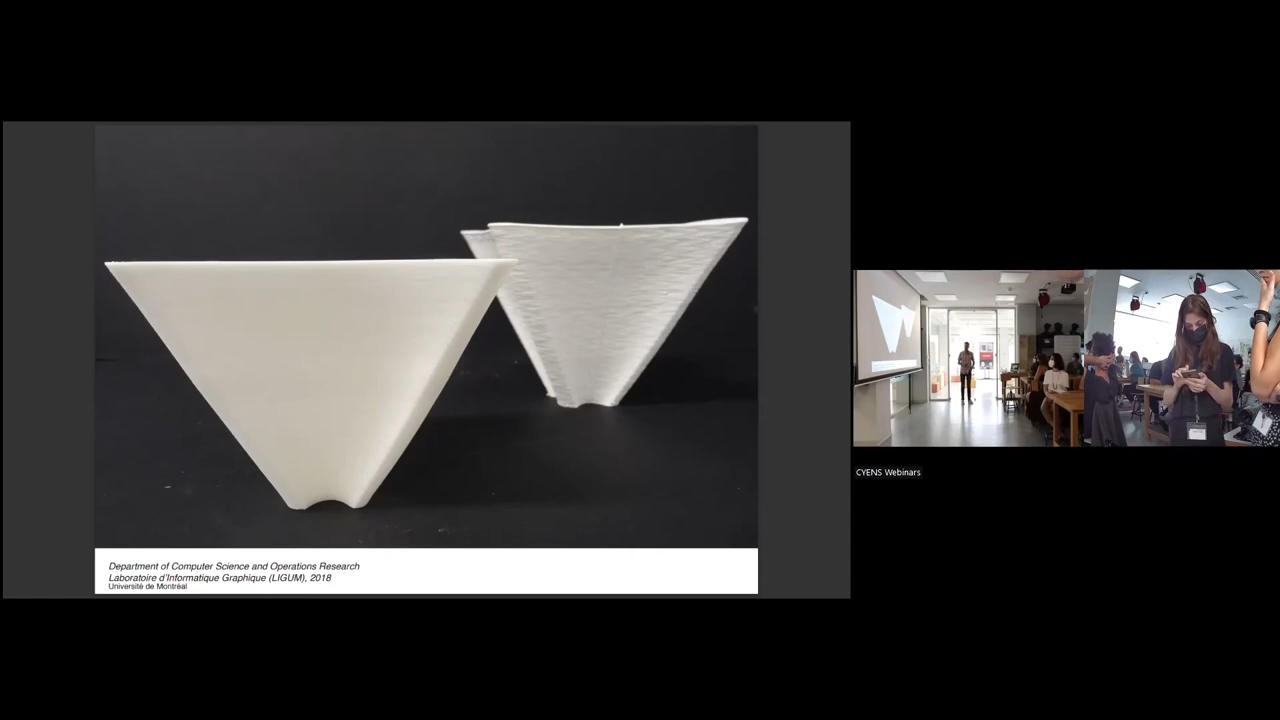 Department of Computer Science and Operations Research
Laboratoire d'Informatique Graphique (LIGUM), 2018
Université de Montréal
CYENS Webinars